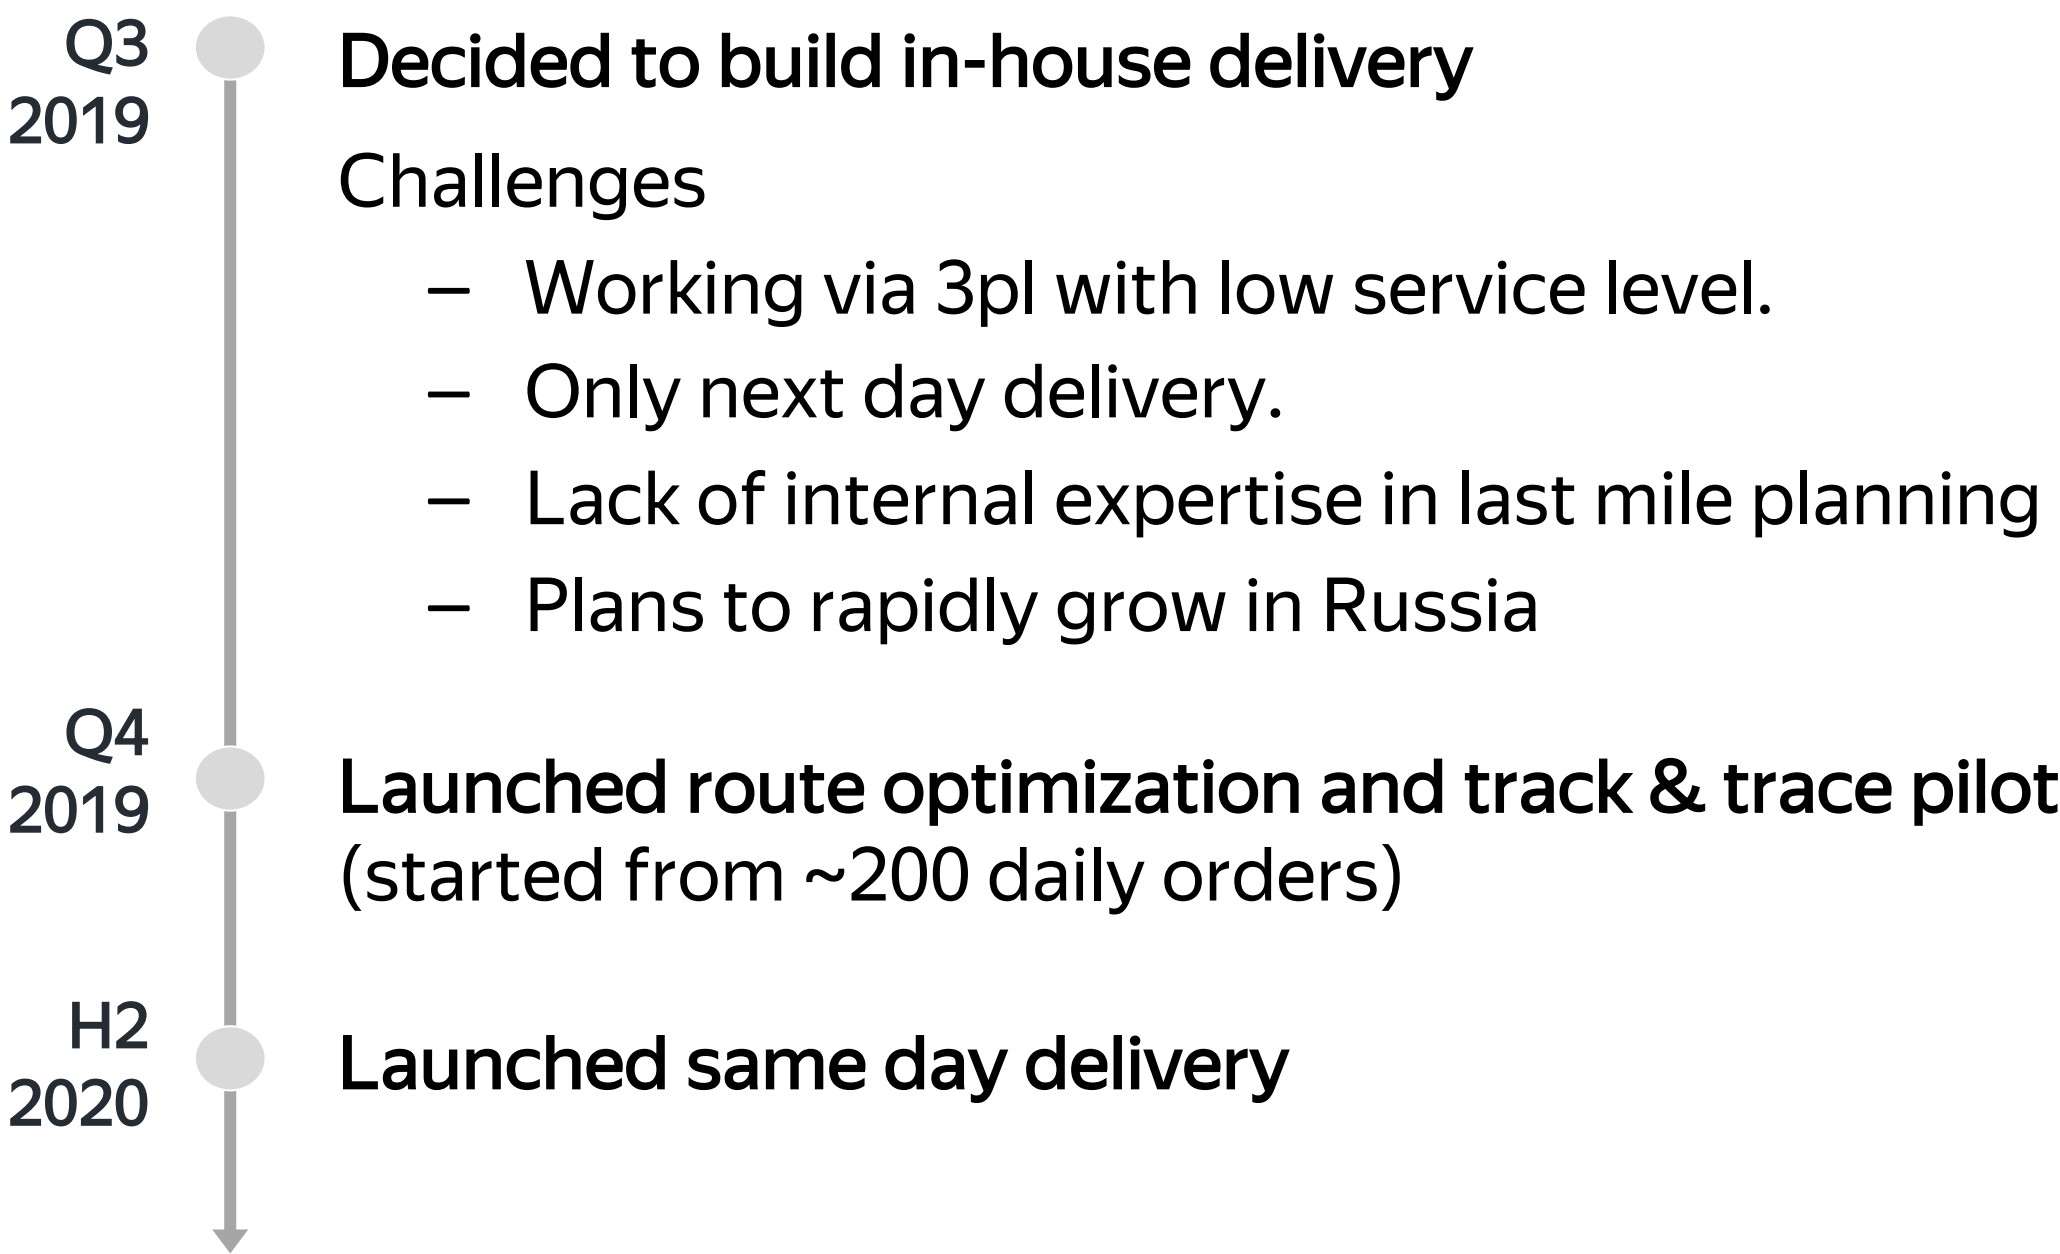 Q3
2019
Decided to build in-house delivery
Challenges
– Working via 3pl with low service level.
– Only next day delivery.
– Lack of internal expertise in last mile planning
– Plans to rapidly grow in Russia
Q4
2019
Launched route optimization and track & trace pilot
(started from ~200 daily orders)
H2
2020
Launched same day delivery